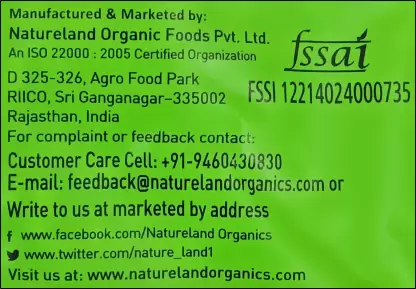 Manufactured & Marketed by:
Natureland Organic Foods Pvt. Ltd.
An ISO 22000 : 2005 Certified Organization
D 325-326, Agro Food Park
RIICO, Sri Ganganagar-335002
Rajasthan, India
For complaint or feedback contact:
Customer Care Cell: +91-9460430830
E-mail: feedback@naturelandorganics.com or
Write to us at marketed by address
f www.facebook.com/Natureland Organics
www.twitter.com/nature_land1
Visit us at: www.naturelandorganics.com
fssai
FSSI 12214024000735